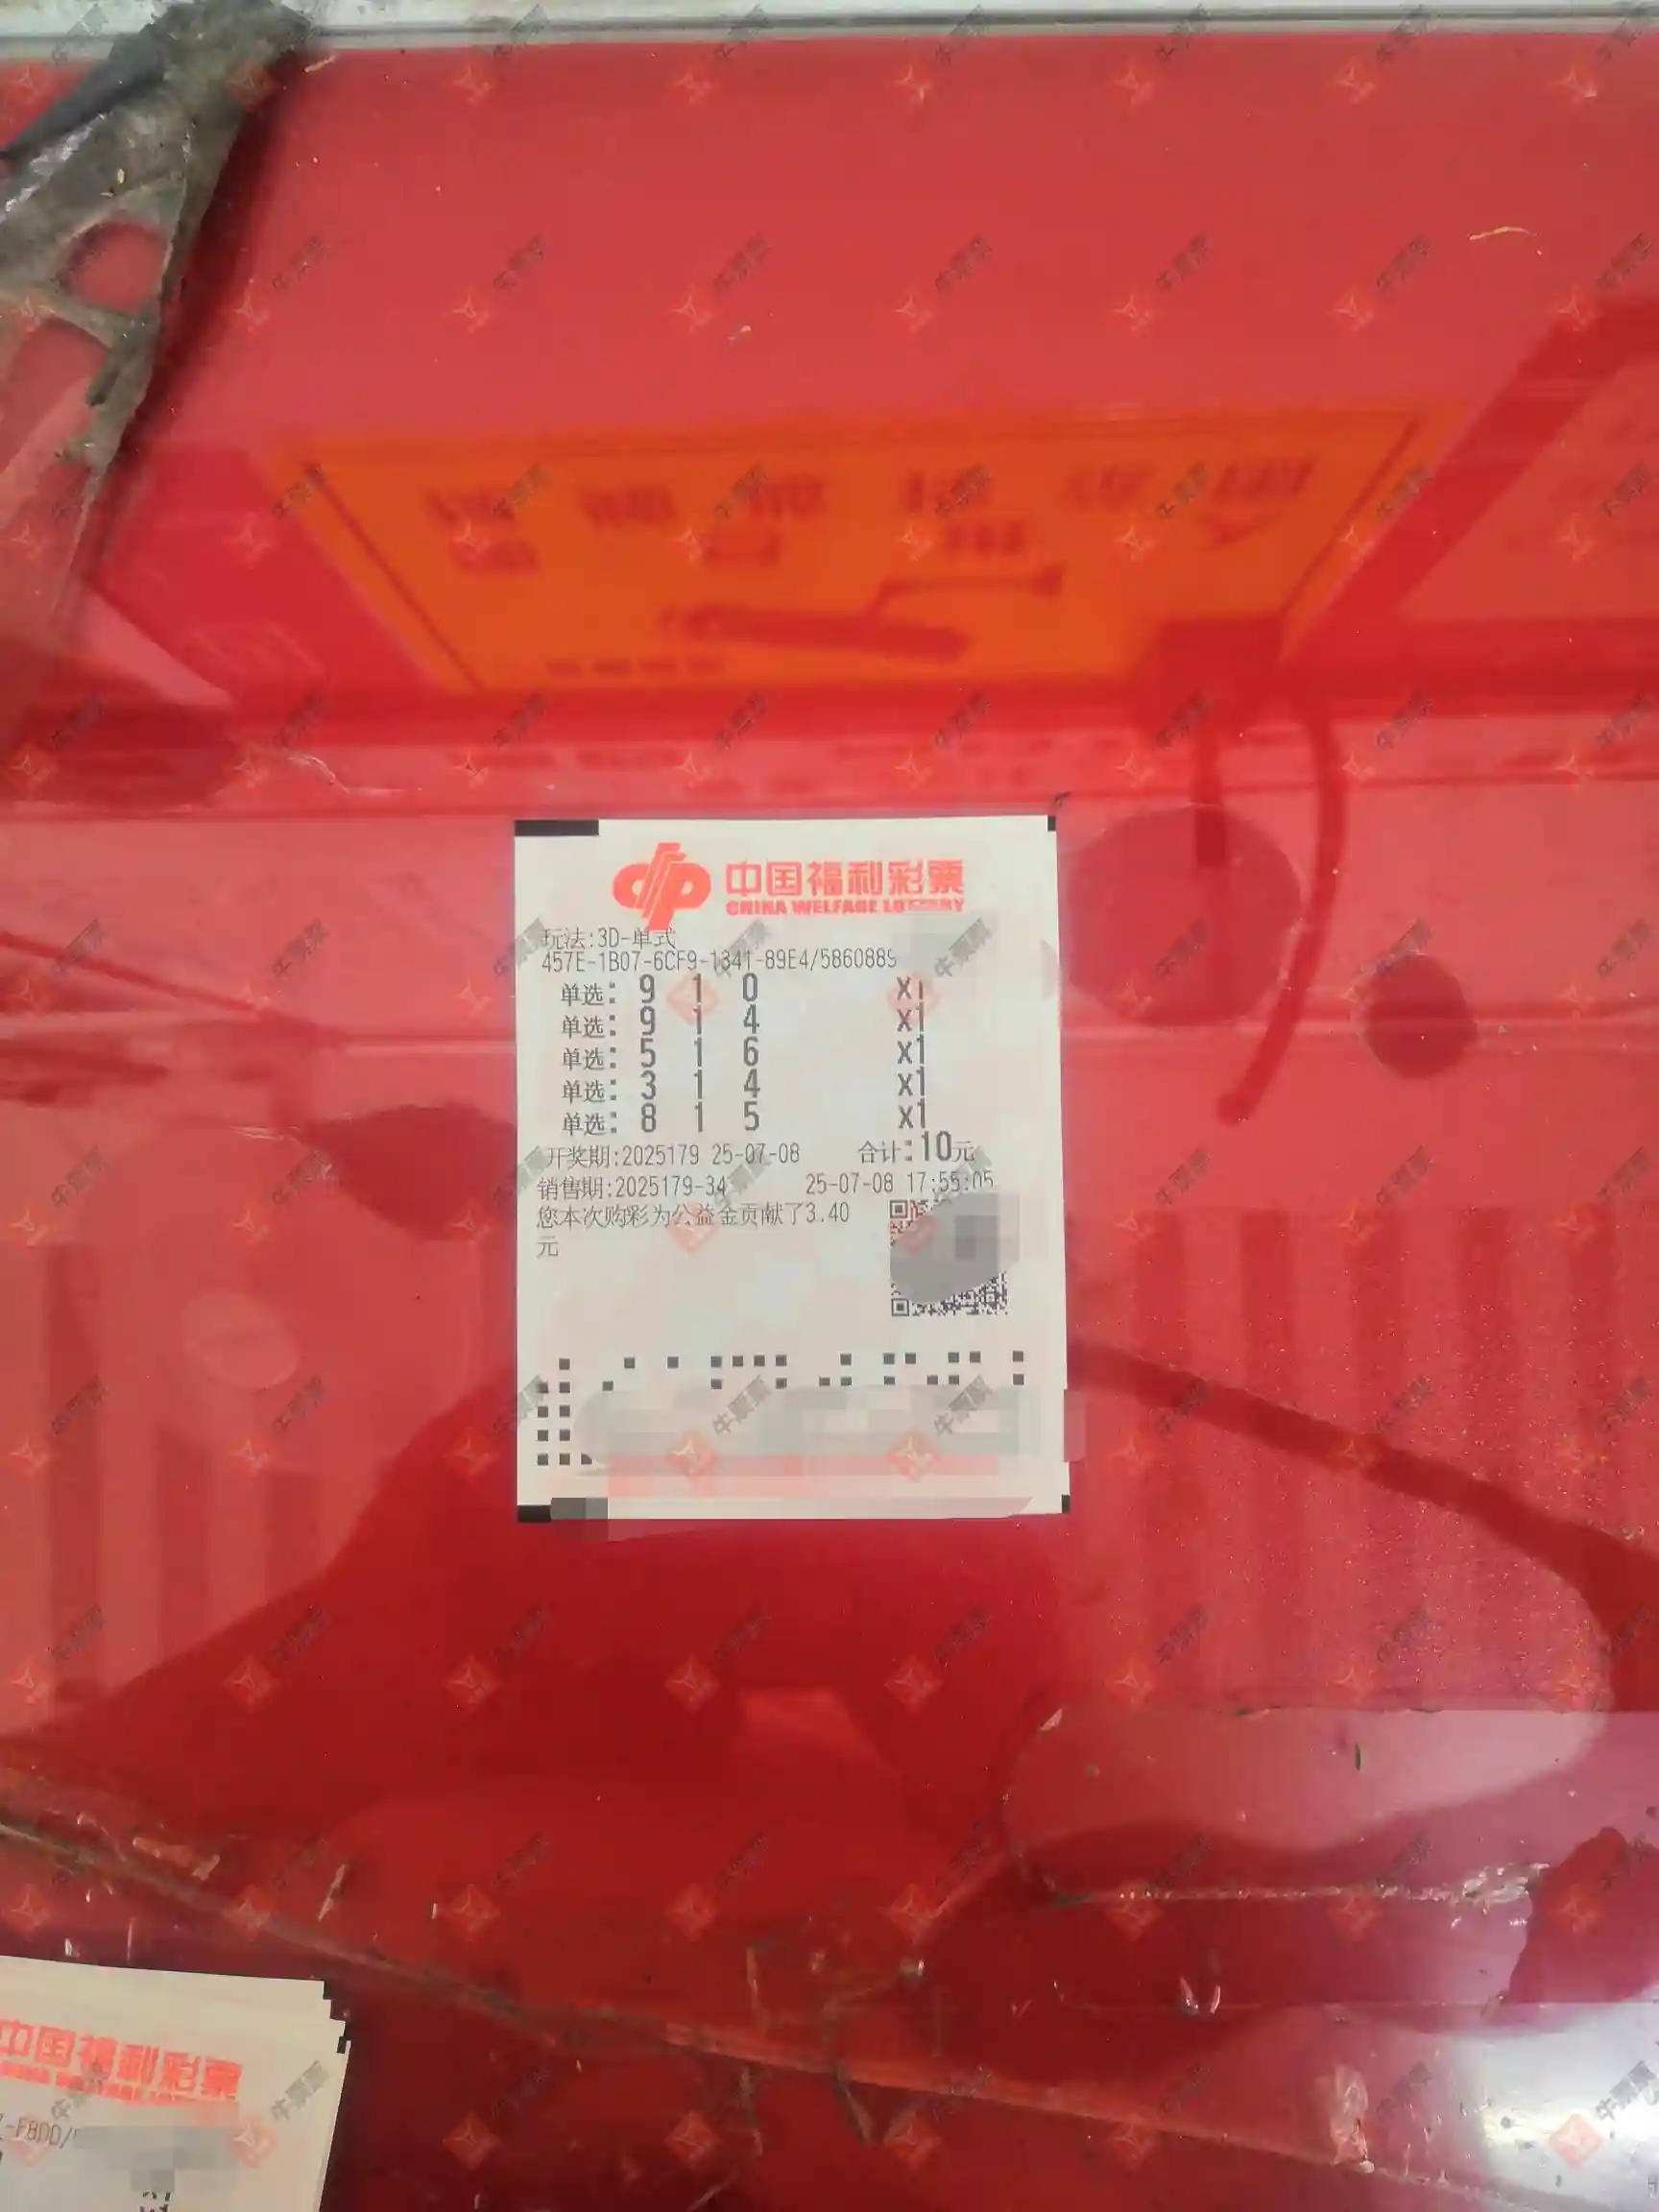 中国福利彩票
CHINA WELFARE LOTTERY
玩法:3D-单式
457E-1B07-6CF9-1341-89E4/5860889
单选: 9 1 0 X1
单选: 9 1 4 X1
单选: 5 1 6 X1
单选: 3 1 4 X1
单选: 8 1 5 X1
开奖期:2025179 25-07-08 合计:10元
销售期:2025179-34 25-07-08 17:55:05
您本次购彩为公益金贡献了3.40
元
中国福利彩票
-F8DD/
牛票票